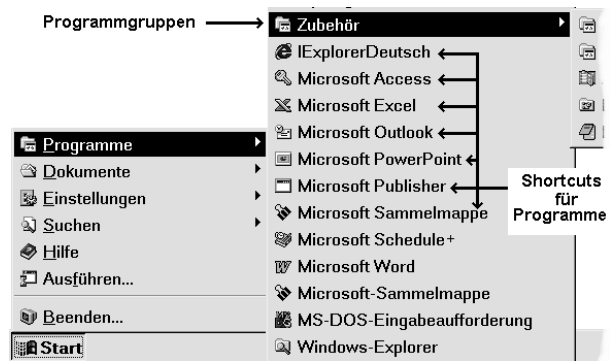 Programmgruppen
Zubehör
IExplorerDeutsch
Microsoft Access
Microsoft Excel
Microsoft Outlook
Microsoft PowerPoint
Microsoft Publisher
Microsoft Sammelmappe
Microsoft Schedule+
Microsoft Word
Microsoft-Sammelmappe
MS-DOS-Eingabeaufforderung
Windows-Explorer
Shortcuts
für
Programme
Programme
Dokumente
Einstellungen
Suchen
Hilfe
Ausführen...
Beenden...
Start